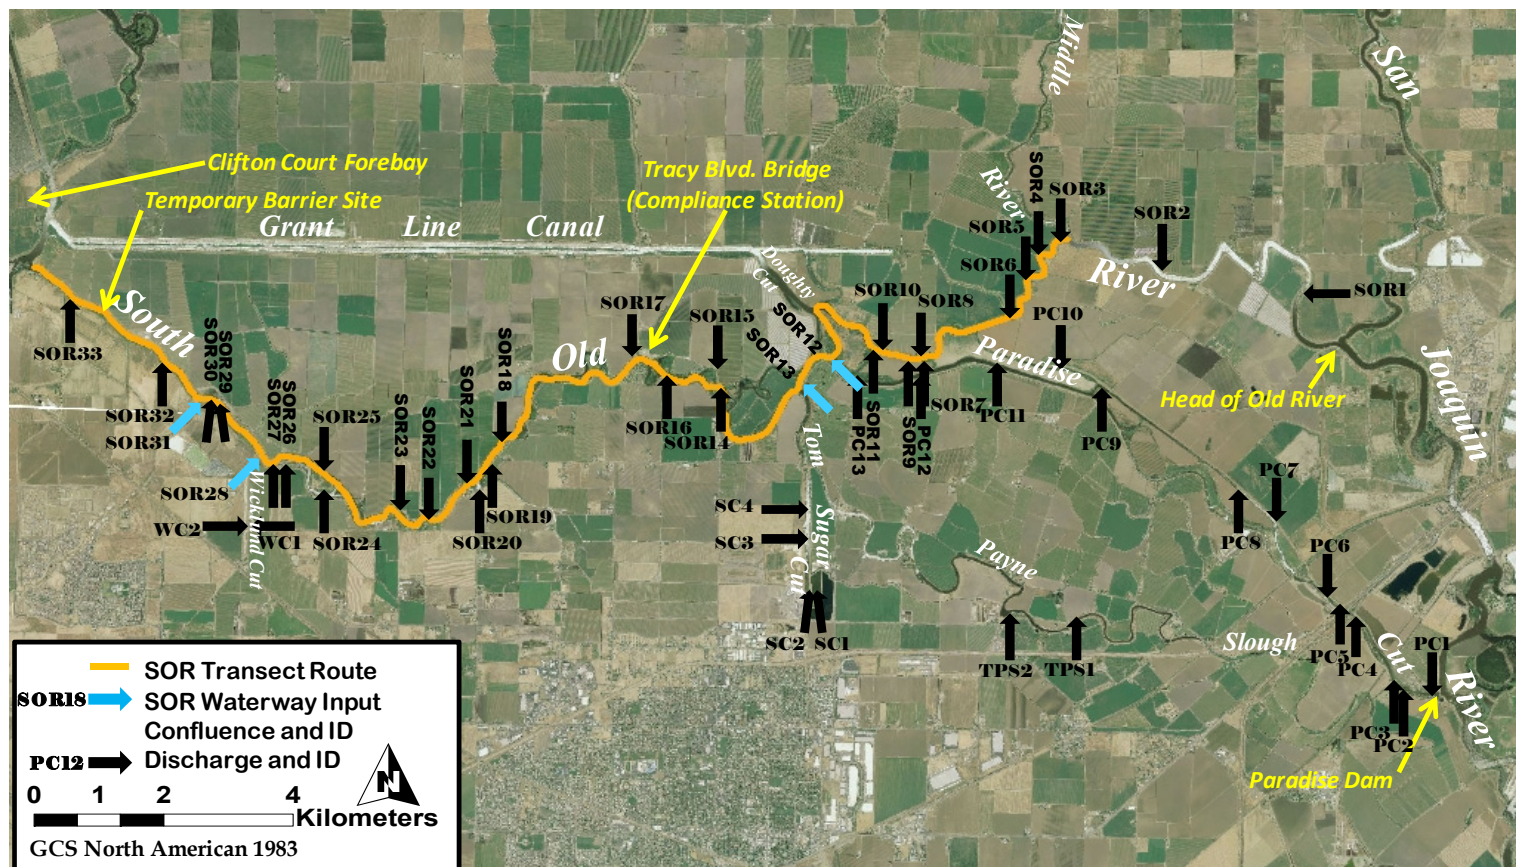 San
Middle
River
Clifton Court Forebay
Temporary Barrier Site
Tracy Blvd. Bridge
(Compliance Station)
Grant Line Canal
SOR4
SOR3
SOR2
SOR5
SOR6
River
SOR1
Doughty
Cut
SOR10
SOR8
PC10
SOR17
SOR15
SOR12
SOR13
South
SOR33
Old
Paradise
Joaquin
Head of Old River
SOR30
SOR29
SOR18
SOR32
SOR31
SOR27
SOR26
SOR25
SOR23
SOR22
SOR21
SOR16
SOR14
PC13
SOR11
SOR9
PC12
SOR7
PC11
PC9
Tom
Sugar
Cut
SOR28
Wicklund Cut
WC2
WC1
SOR24
SOR19
SOR20
SC4
SC3
PC7
PC8
PC6
Payne
Slough
SC2
SC1
TPS2
TPS1
PC5
PC4
Cut
PC1
River
PC3
PC2
Paradise Dam
SOR Transect Route
SOR18 SOR Waterway Input
Confluence and ID
PC12 Discharge and ID
N
0 1 2 4
Kilometers
GCS North American 1983